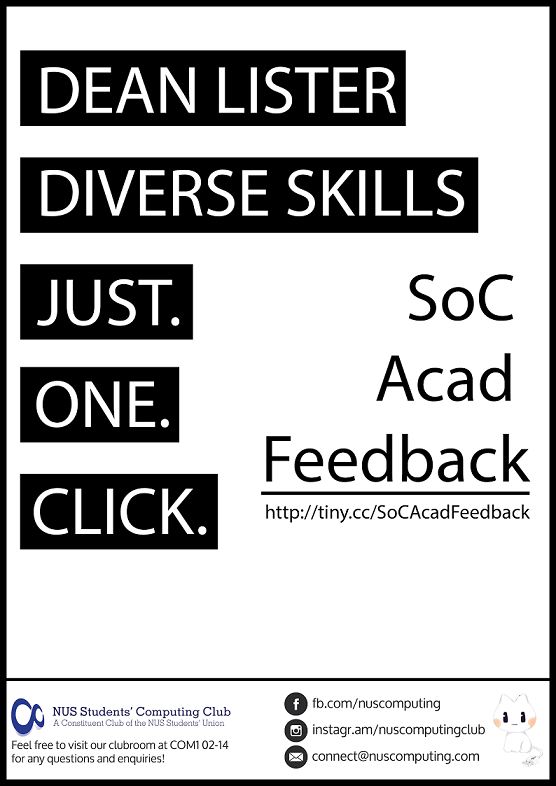 DEAN LISTER
DIVERSE SKILLS
JUST.
ONE.
CLICK.
SoC
Acad
Feedback
http://tiny.cc/SoCAcadFeedback
NUS Students' Computing Club
A Constituent Club of the NUS Students' Union
Feel free to visit our clubroom at COM1 02-14
for any questions and enquiries!
fb.com/nuscomputing
instagr.am/nuscomputingclub
connect@nuscomputing.com